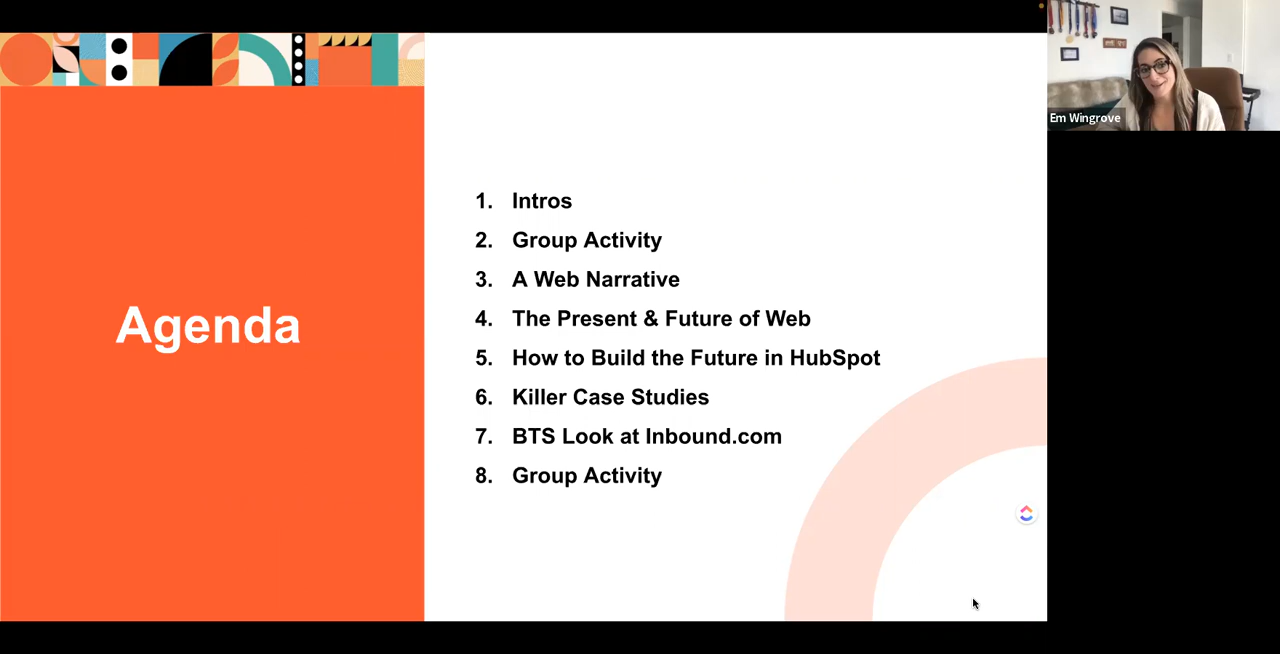 Agenda
1. Intros
2. Group Activity
3. A Web Narrative
4. The Present & Future of Web
5. How to Build the Future in HubSpot
6. Killer Case Studies
7. BTS Look at Inbound.com
8. Group Activity
Em Wingrove